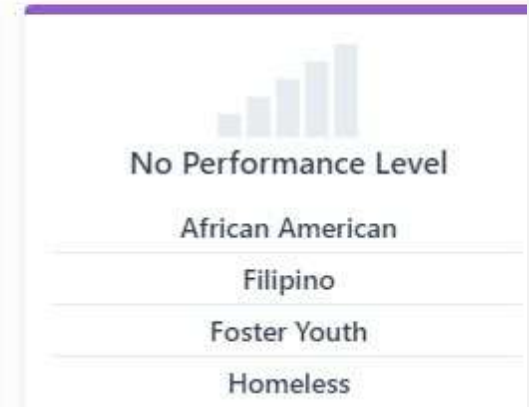 No Performance Level
African American
Filipino
Foster Youth
Homeless